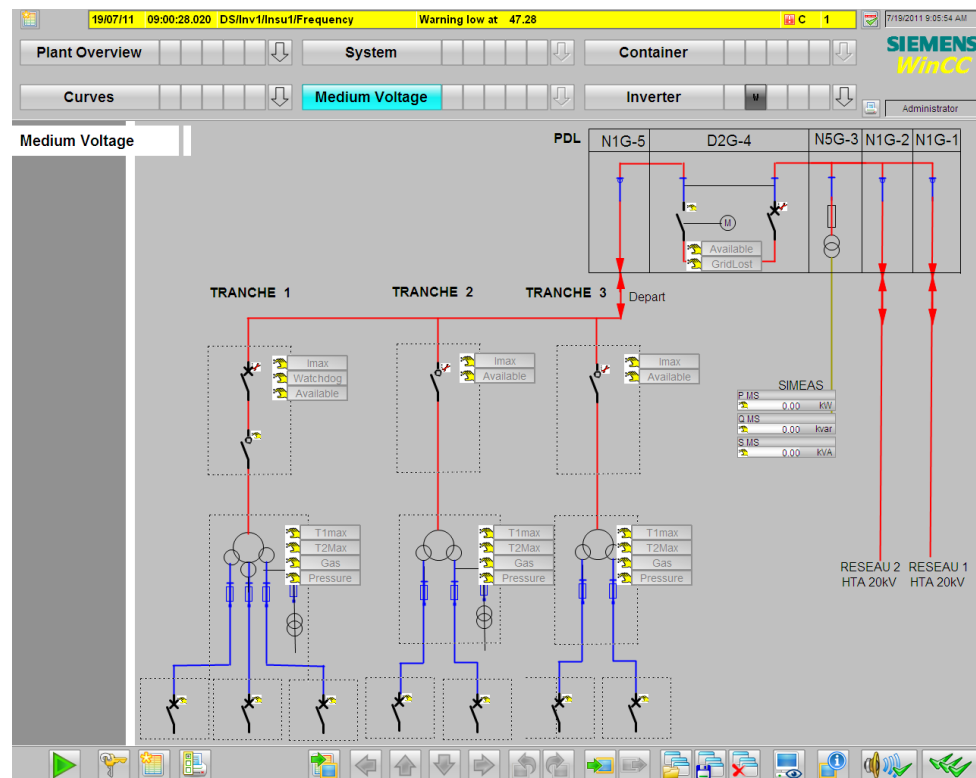 19/07/11 09:00:28.020 DS/Inv1/Insu1/Frequency Warning low at 47.28 C 1
7/19/2011 9:05:54 AM
Plant Overview System Container
SIEMENS
WinCC
Curves Medium Voltage Inverter W
Administrator
Medium Voltage
PDL N1G-5 D2G-4 N5G-3 N1G-2 N1G-1
M
Available
GridLost
TRANCHE 1 TRANCHE 2 TRANCHE 3 Depart
Imax
Watchdog
Available
Imax
Available
Imax
Available
SIMEAS
P.MS
0.00 kW
Q.MS
0.00 kvar
S.MS
0.00 kVA
T1max
T2Max
Gas
Pressure
T1max
T2Max
Gas
Pressure
T1max
T2Max
Gas
Pressure
RESEAU 2
HTA 20kV
RESEAU 1
HTA 20kV